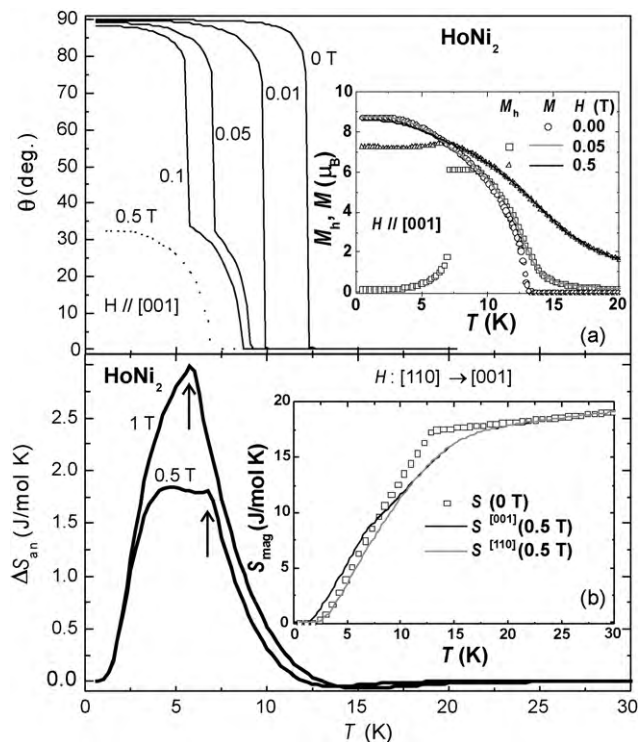 HoNi2
θ (deg.)
90
80
70
60
50
40
30
20
10
0
0 T
0.01
0.05
0.1
0.5 T
H // [001]
Mh, M (μB)
10
8
6
4
2
0
Mh M H (T)
0.00
0.05
0.5
H // [001]
0 5 10 15 20
T (K)
(a)
HoNi2
H : [110] → [001]
ΔSan (J/mol K)
2.5
2.0
1.5
1.0
0.5
0.0
1 T
0.5 T
Smag (J/mol K)
20
15
10
5
0
S (0 T)
S [001] (0.5 T)
S [110] (0.5 T)
(b)
0 5 10 15 20 25 30
T (K)
0 5 10 15 20 25 30
T (K)